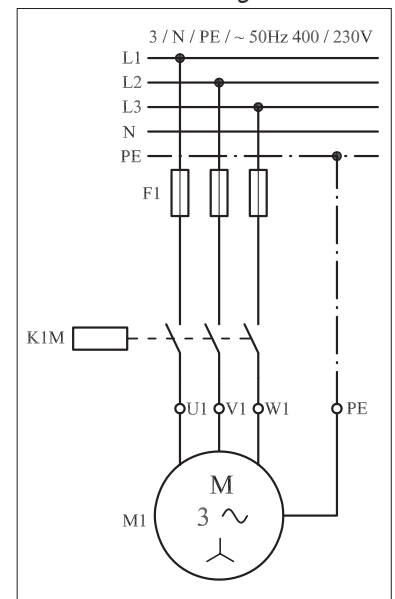 3 / N / PE / ~ 50Hz 400 / 230V
L1
L2
L3
N
PE
F1
K1M
U1 V1 W1 PE
M
M1 3